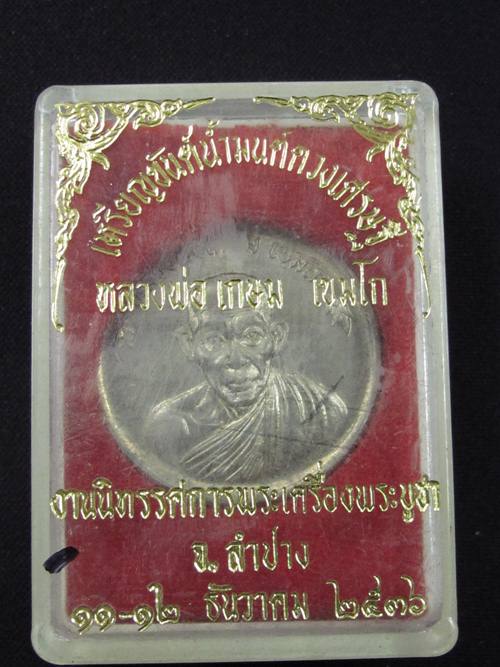 เหรียญขันต์น้ำมนต์ดวงเศรษฐี
หลวงพ่อ เกษม เขมโก
งานนิทรรศการพระเครื่องพระบูชา
จ. ลำปาง
๑๑-๑๒ ธันวาคม ๒๕๓๖